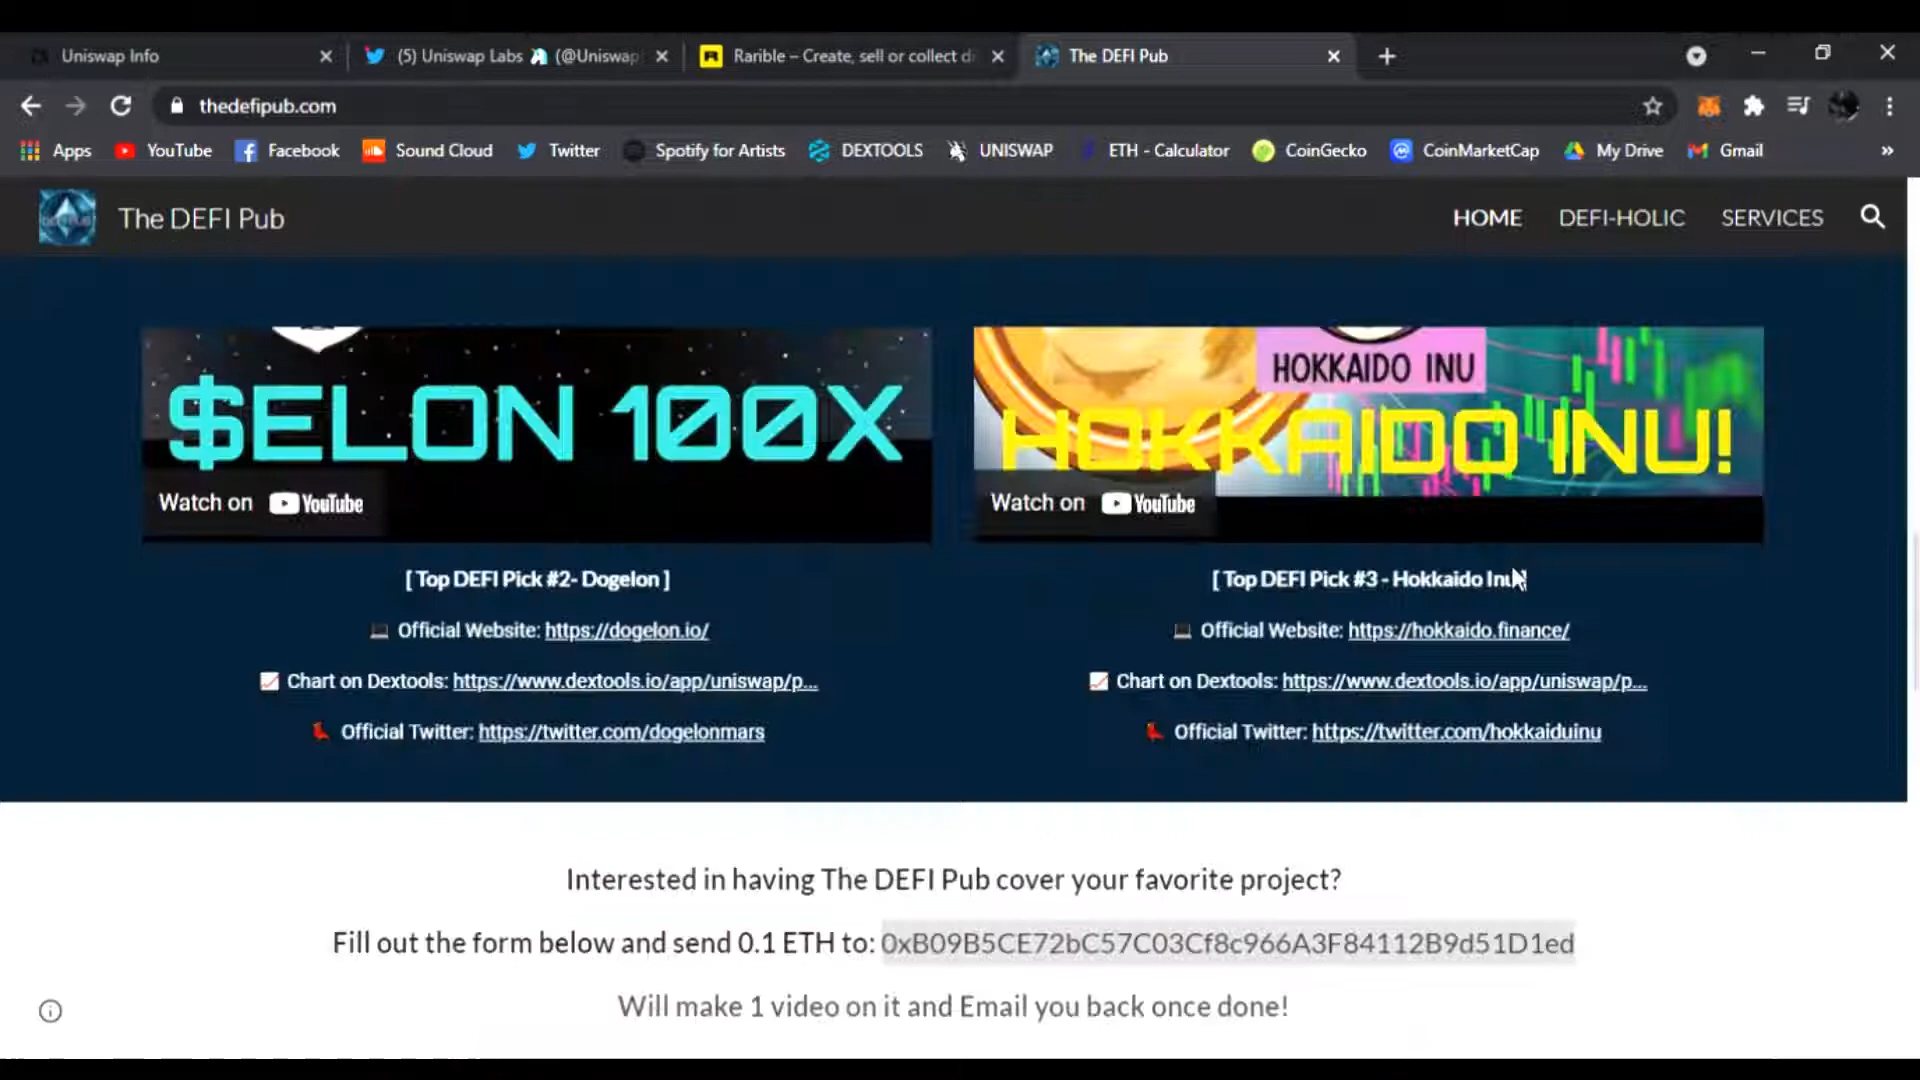 Uniswap Info
(5) Uniswap Labs 🦄 (@Uniswap
Rarible – Create, sell or collect di
The DEFI Pub
thedefipub.com
Apps
YouTube
Facebook
Sound Cloud
Twitter
Spotify for Artists
DEXTOOLS
UNISWAP
ETH - Calculator
CoinGecko
CoinMarketCap
My Drive
Gmail
»
The DEFI Pub
HOME
DEFI-HOLIC
SERVICES
$ELON 100X
Watch on YouTube
HOKKAIDO INU
HOKKAIDO INU!
Watch on YouTube
[ Top DEFI Pick #2- Dogelon ]
Official Website: https://dogelon.io/
Chart on Dextools: https://www.dextools.io/app/uniswap/p...
Official Twitter: https://twitter.com/dogelonmars
[ Top DEFI Pick #3 - Hokkaido Inu ]
Official Website: https://hokkaido.finance/
Chart on Dextools: https://www.dextools.io/app/uniswap/p...
Official Twitter: https://twitter.com/hokkaiduinu
Interested in having The DEFI Pub cover your favorite project?
Fill out the form below and send 0.1 ETH to: 0xB09B5CE72bC57C03Cf8c966A3F84112B9d51D1ed
Will make 1 video on it and Email you back once done!